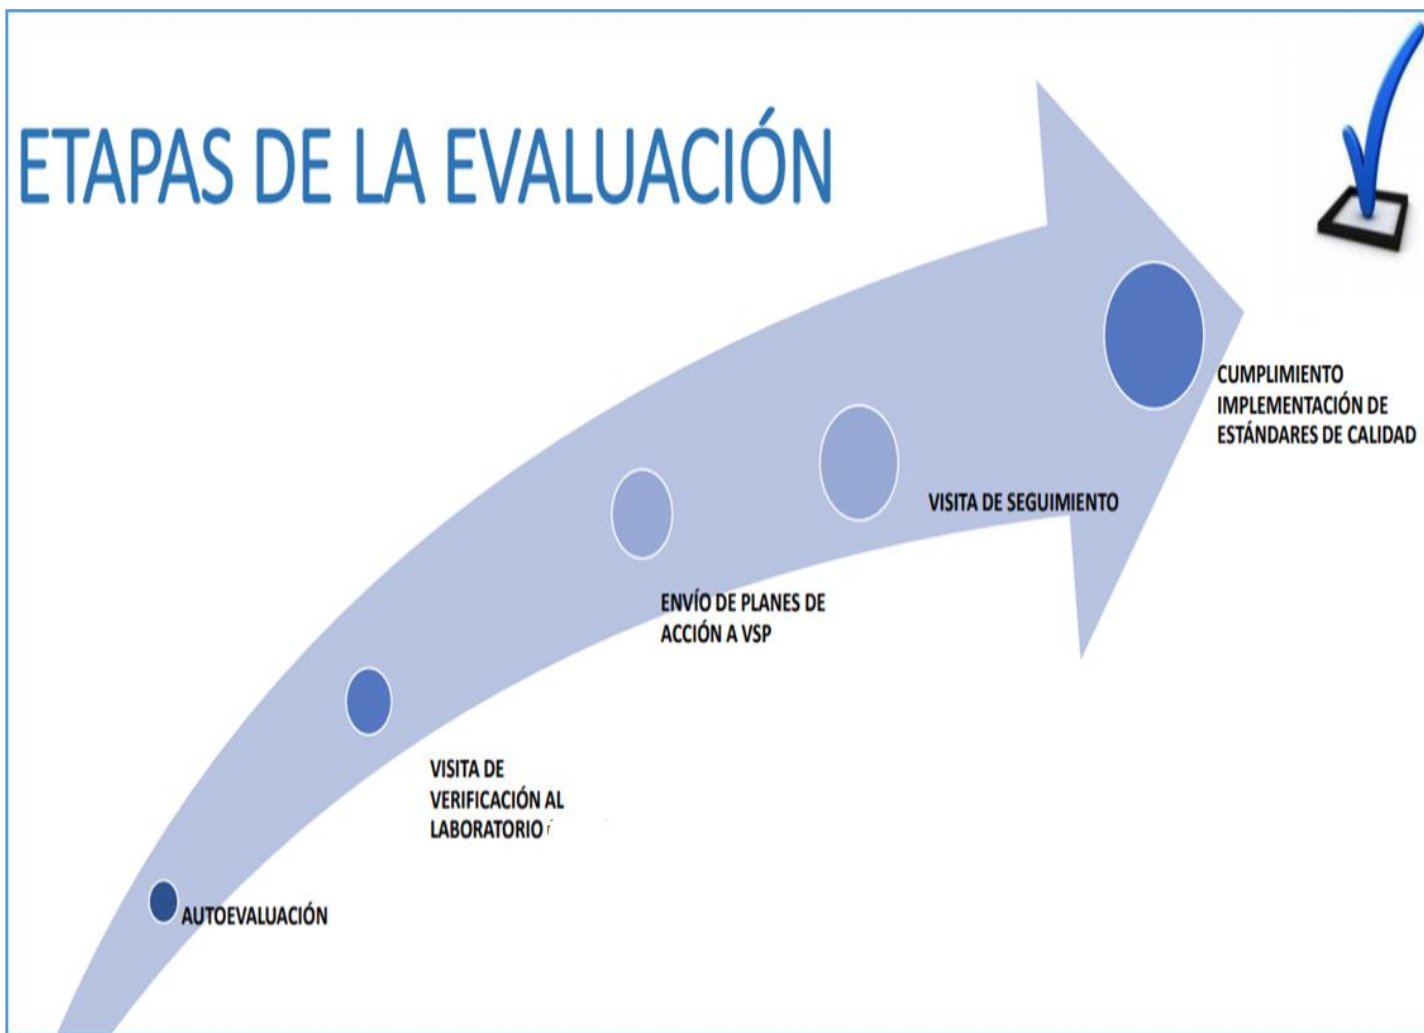 ETAPAS DE LA EVALUACIÓN
CUMPLIMIENTO
IMPLEMENTACIÓN DE
ESTÁNDARES DE CALIDAD
VISITA DE SEGUIMIENTO
ENVÍO DE PLANES DE
ACCIÓN A VSP
VISITA DE
VERIFICACIÓN AL
LABORATORIO
AUTOEVALUACIÓN